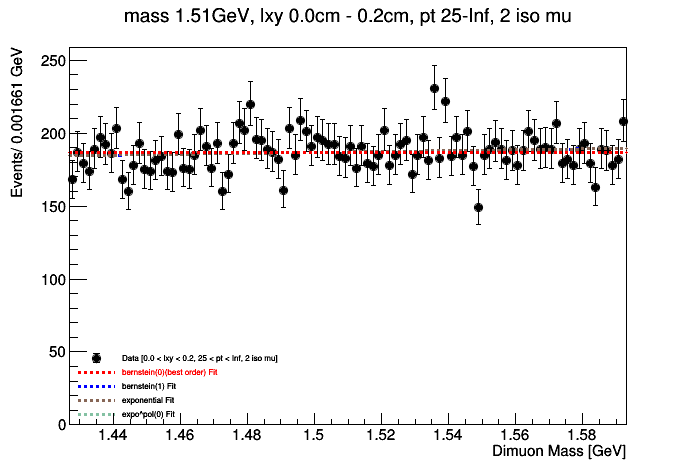 mass 1.51GeV, lxy 0.0cm - 0.2cm, pt 25-Inf, 2 iso mu
Events/ 0.001661 GeV
250
200
150
100
50
0
Data [0.0 < lxy < 0.2, 25 < pt < Inf, 2 iso mu]
bernstein(0)(best order) Fit
bernstein(1) Fit
exponential Fit
expo^pol(0) Fit
1.44 1.46 1.48 1.5 1.52 1.54 1.56 1.58
Dimuon Mass [GeV]